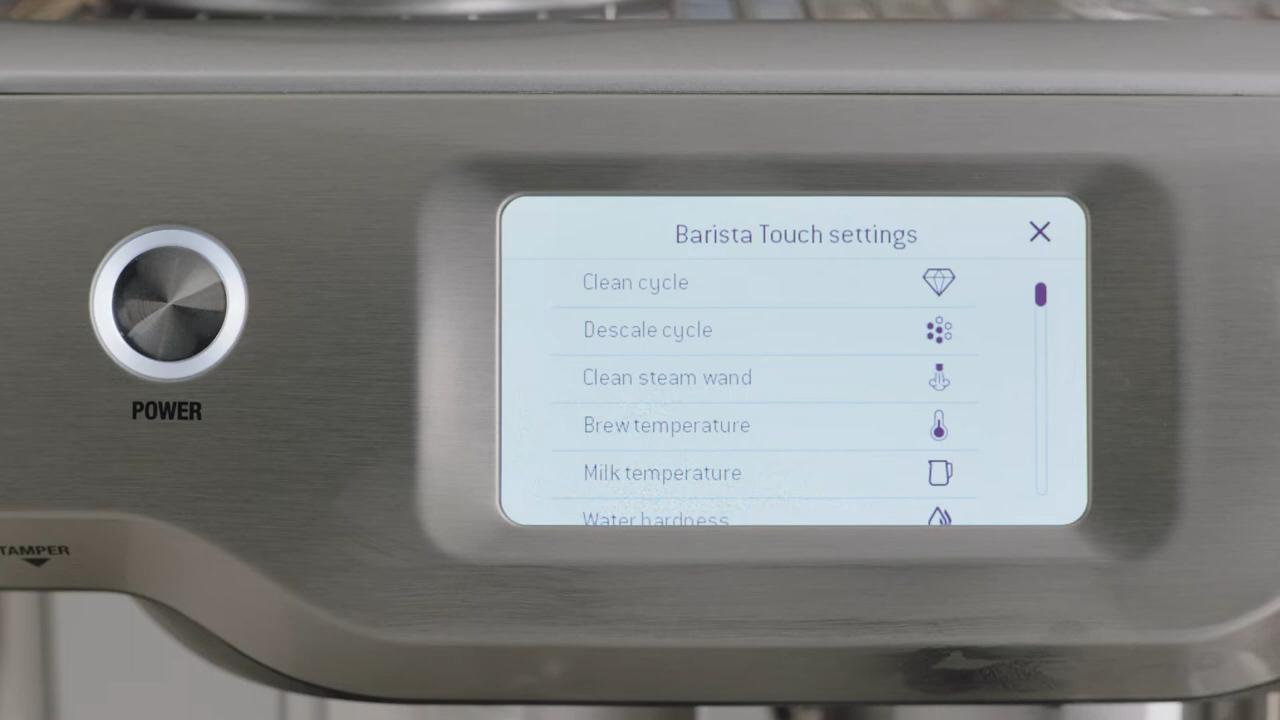 Barista Touch settings
Clean cycle
Descale cycle
Clean steam wand
Brew temperature
POWER
Milk temperature
Water hardness
TAMPER